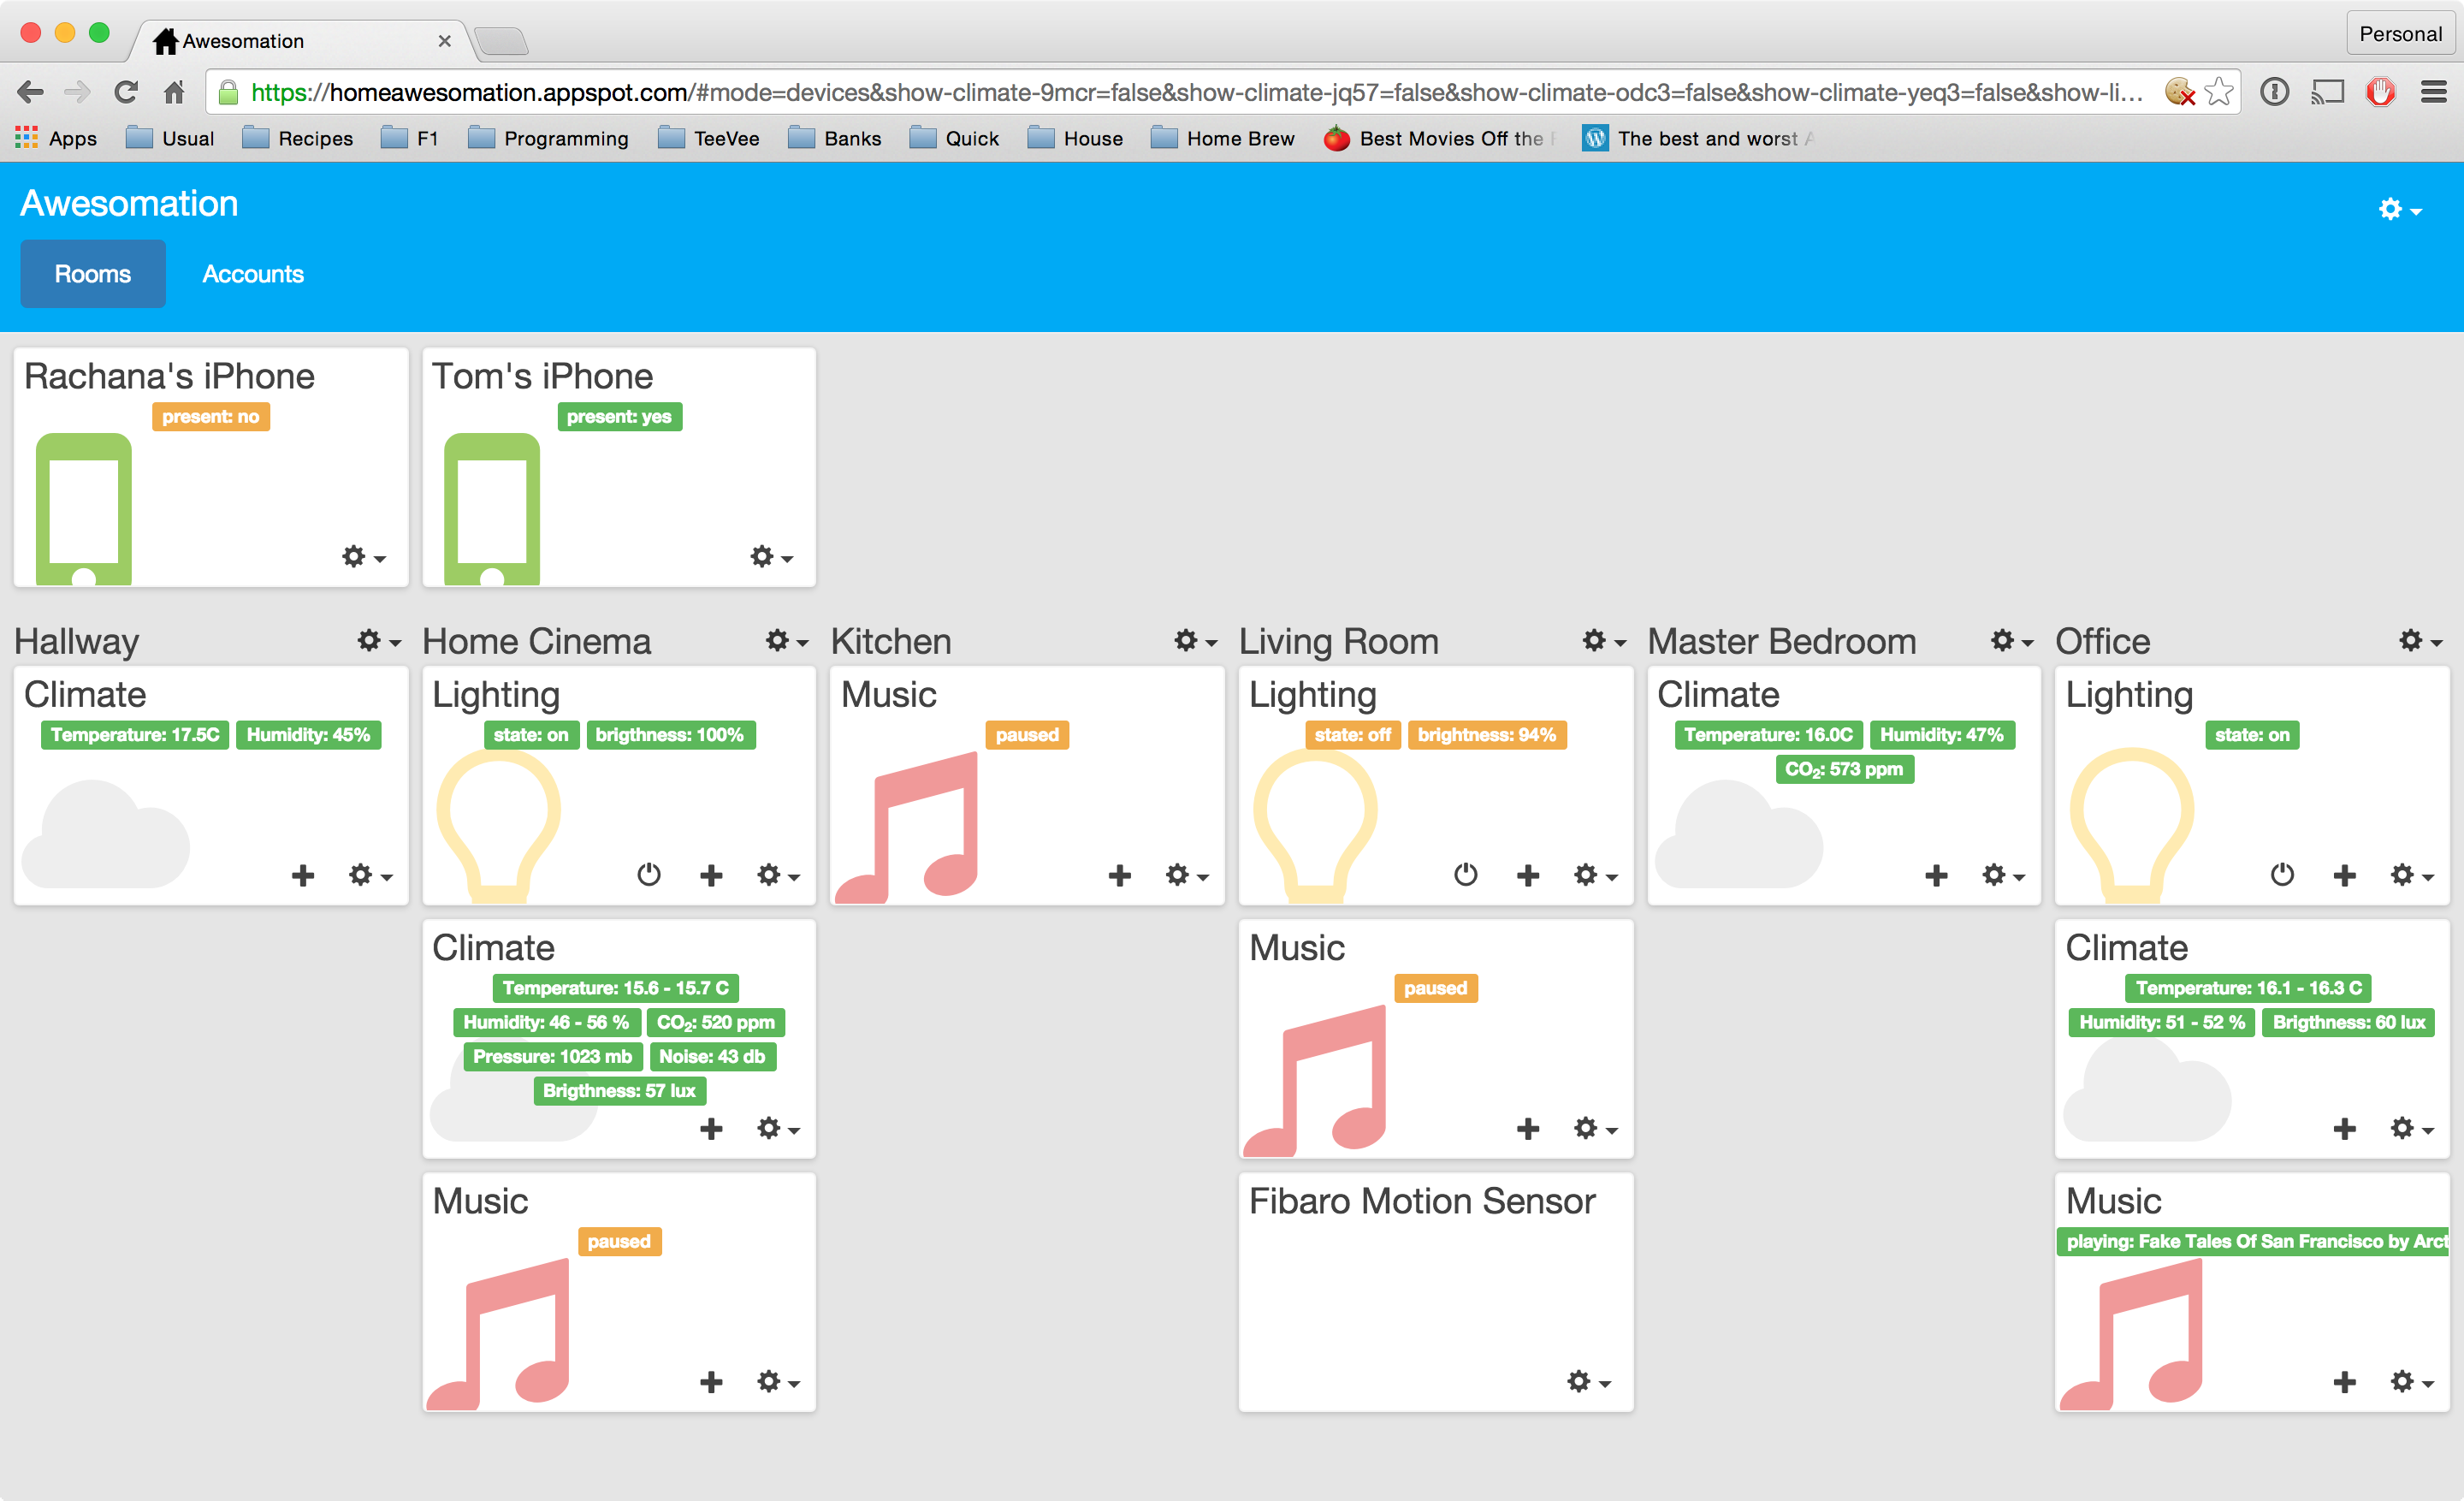 Awesomation
Personal
https://homeawesomation.appspot.com/#mode=devices&show-climate-9mcr=false&show-climate-jq57=false&show-climate-odc3=false&show-climate-yeq3=false&show-li...
Apps Usual Recipes F1 Programming TeeVee Banks Quick House Home Brew Best Movies Off the The best and worst
Awesomation
Rooms Accounts
Rachana's iPhone
present: no
Tom's iPhone
present: yes
Hallway
Climate
Temperature: 17.5C Humidity: 45%
Home Cinema
Lighting
state: on brigthness: 100%
Climate
Temperature: 15.6 - 15.7 C
Humidity: 46 - 56 % CO₂: 520 ppm
Pressure: 1023 mb Noise: 43 db
Brigthness: 57 lux
Music
paused
Kitchen
Music
paused
Living Room
Lighting
state: off brightness: 94%
Music
paused
Fibaro Motion Sensor
Master Bedroom
Climate
Temperature: 16.0C Humidity: 47%
CO₂: 573 ppm
Office
Lighting
state: on
Climate
Temperature: 16.1 - 16.3 C
Humidity: 51 - 52 % Brigthness: 60 lux
Music
playing: Fake Tales Of San Francisco by Arct